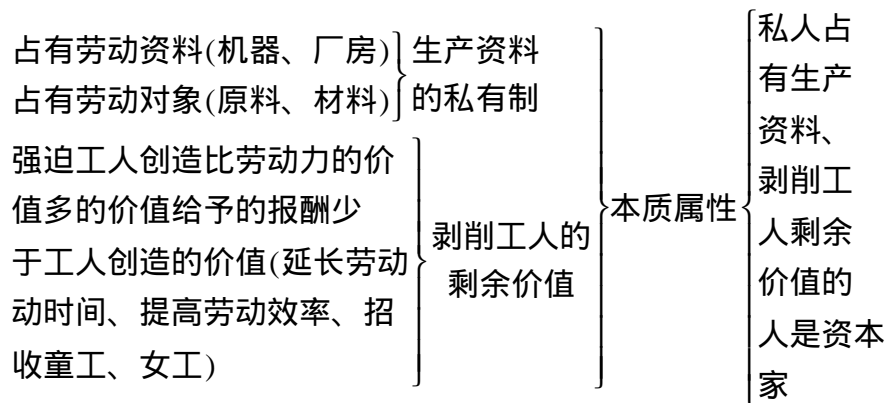 占有劳动资料(机器、厂房)
占有劳动对象(原料、材料)
生产资料
的私有制
强迫工人创造比劳动力的价
值多的价值给予的报酬少
于工人创造的价值(延长劳动
动时间、提高劳动效率、招
收童工、女工)
剥削工人的
剩余价值
本质属性
私人占
有生产
资料、
剥削工
人剩余
价值的
人是资本
家